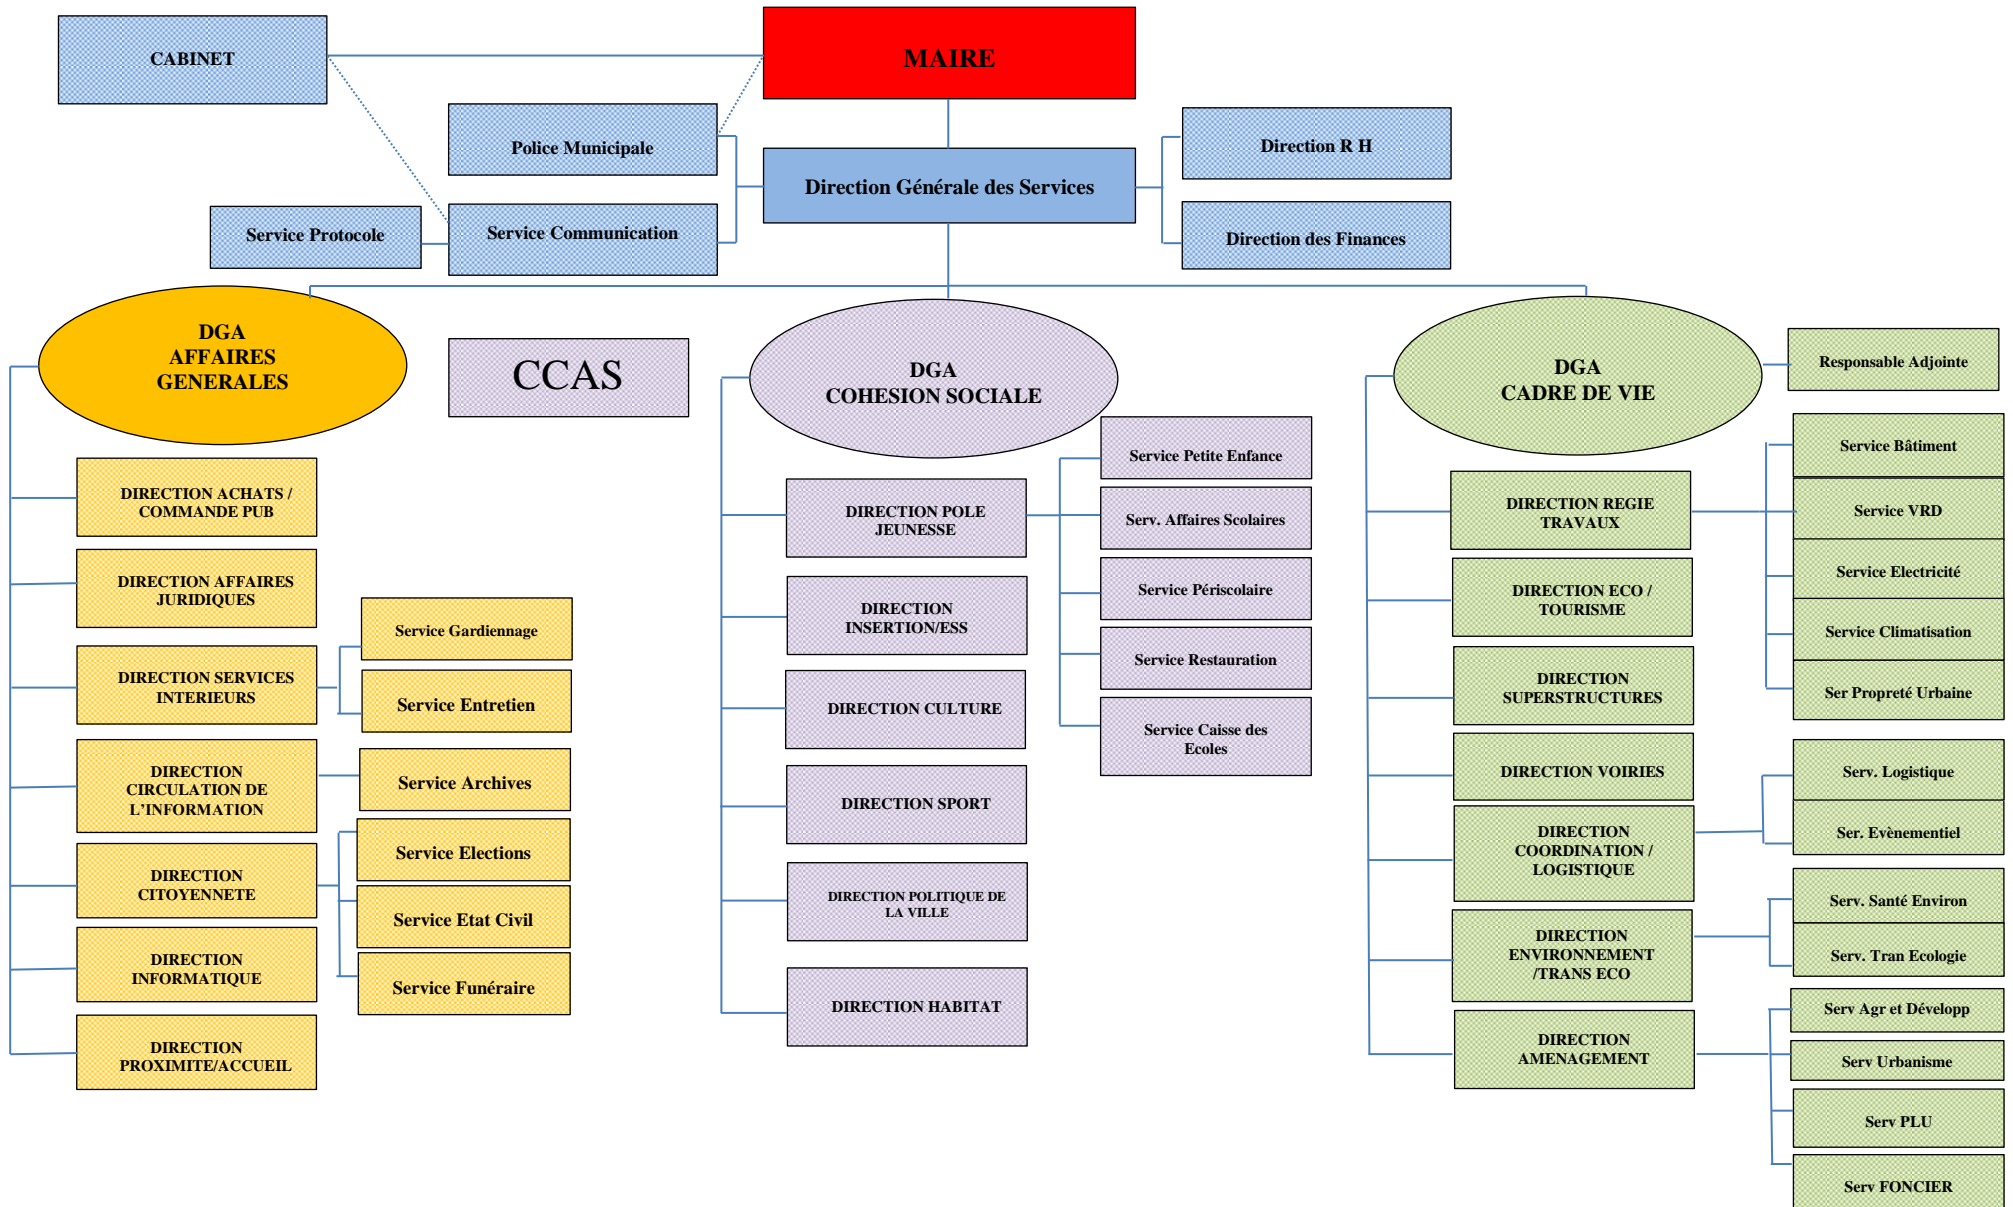 CABINET
MAIRE
Police Municipale
Direction R H
Direction Générale des Services
Service Protocole
Service Communication
Direction des Finances
DGA
AFFAIRES
GENERALES
CCAS
DGA
COHESION SOCIALE
DGA
CADRE DE VIE
Responsable Adjointe
DIRECTION ACHATS /
COMMANDE PUB
DIRECTION AFFAIRES
JURIDIQUES
DIRECTION SERVICES
INTERIEURS
Service Gardiennage
Service Entretien
DIRECTION
CIRCULATION DE
L'INFORMATION
Service Archives
DIRECTION
CITOYENNETE
Service Elections
Service Etat Civil
Service Funéraire
DIRECTION
INFORMATIQUE
DIRECTION
PROXIMITE/ACCUEIL
DIRECTION POLE
JEUNESSE
Service Petite Enfance
Serv. Affaires Scolaires
Service Périscolaire
Service Restauration
Service Caisse des
Ecoles
DIRECTION
INSERTION/ESS
DIRECTION CULTURE
DIRECTION SPORT
DIRECTION POLITIQUE DE
LA VILLE
DIRECTION HABITAT
DIRECTION REGIE
TRAVAUX
Service Bâtiment
Service VRD
Service Electricité
Service Climatisation
Ser Propreté Urbaine
DIRECTION ECO /
TOURISME
DIRECTION
SUPERSTRUCTURES
DIRECTION VOIRIES
DIRECTION
COORDINATION /
LOGISTIQUE
Serv. Logistique
Ser. Evènementiel
DIRECTION
ENVIRONNEMENT
/TRANS ECO
Serv. Santé Environ
Serv. Tran Ecologie
DIRECTION
AMENAGEMENT
Serv Agr et Développ
Serv Urbanisme
Serv PLU
Serv FONCIER